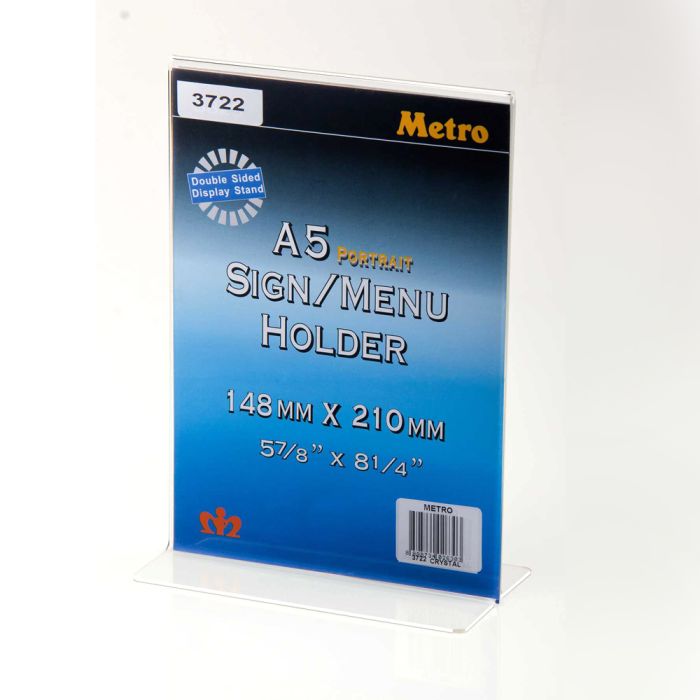 3722
Metro
Double Sided
Display Stand
A5 PORTRAIT
SIGN/MENU
HOLDER
148MM X 210MM
5 7/8" X 8 1/4"
METRO
3722 CRYSTAL